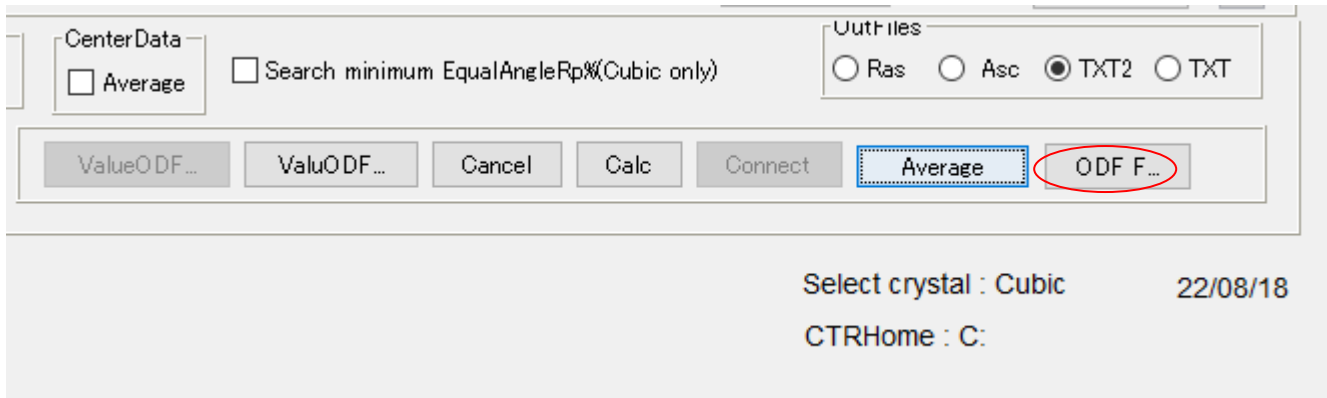 CenterData
OutFiles
Average
Search minimum EqualAngleRp%(Cubic only)
Ras Asc TXT2 TXT
ValueODF... ValuODF... Cancel Calc Connect Average ODF F...
Select crystal : Cubic 22/08/18
CTRHome : C: